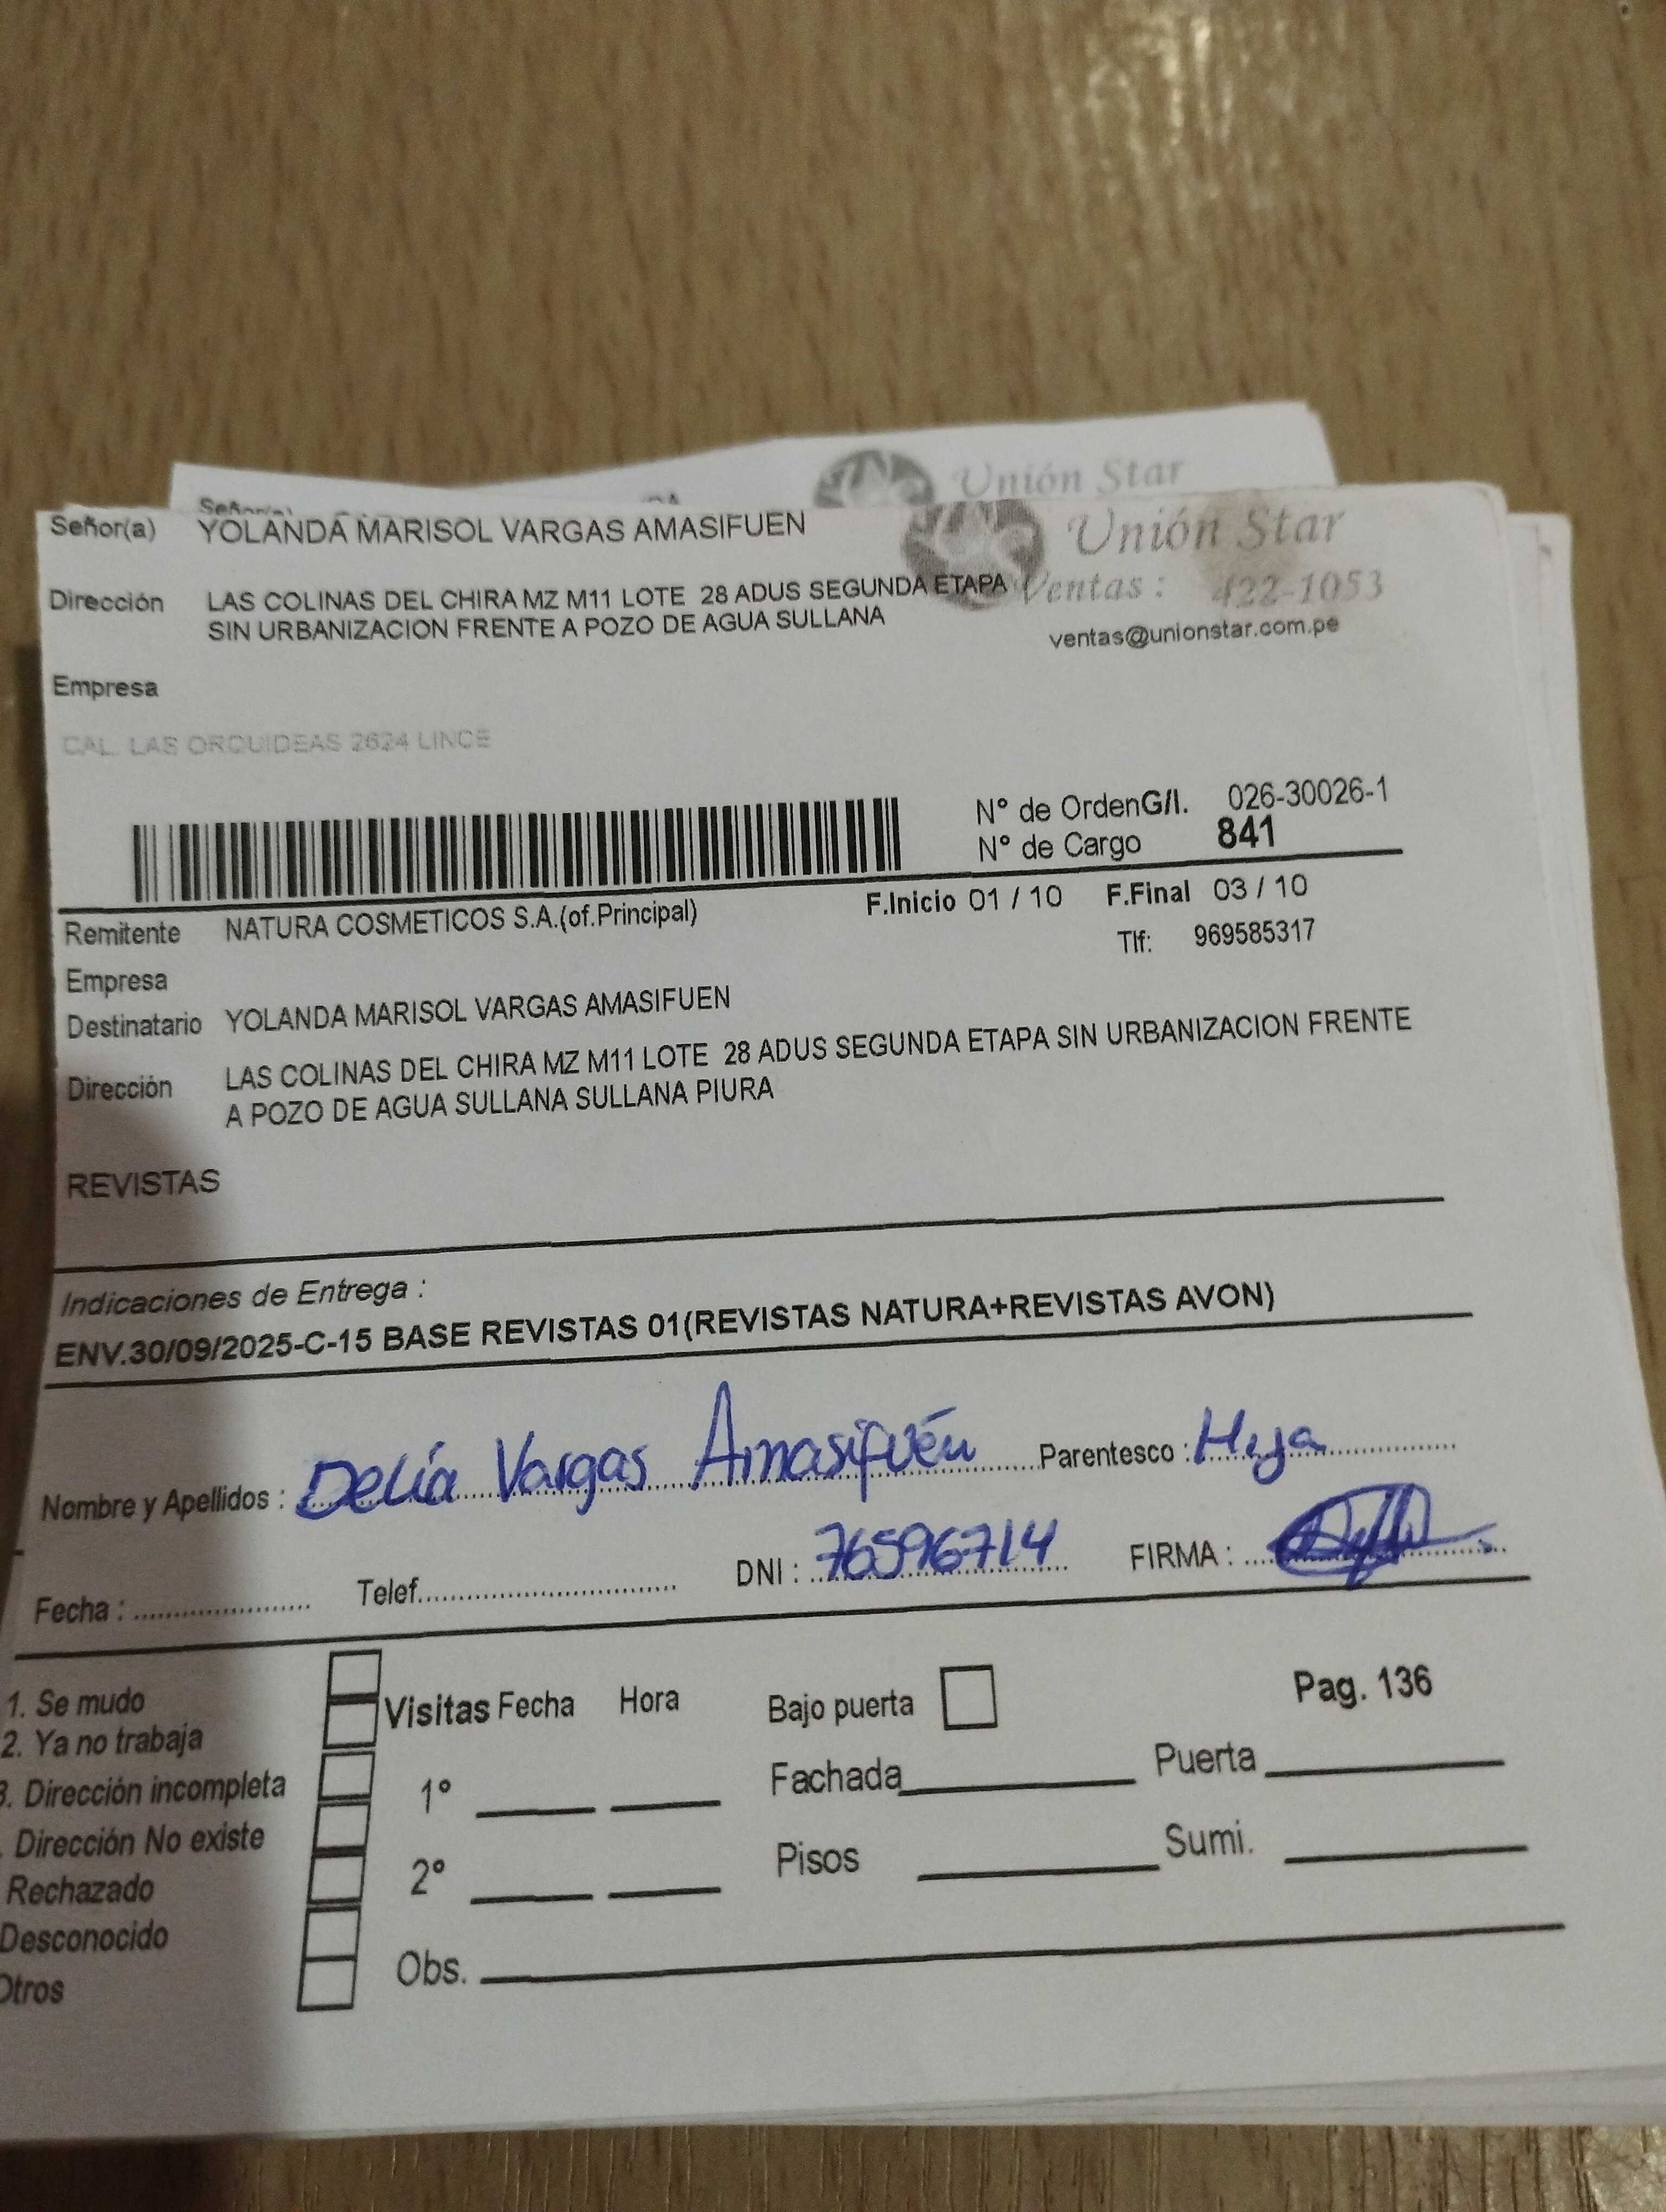 Unión Star
Señor(a) YOLANDA MARISOL VARGAS AMASIFUEN
Unión Star
Dirección LAS COLINAS DEL CHIRA MZ M11 LOTE 28 ADUS SEGUNDA ETAPA
SIN URBANIZACION FRENTE A POZO DE AGUA SULLANA
Ventas : 422-1053
ventas@unionstar.com.pe
Empresa
CAL. LAS ORQUIDEAS 2624 LINCE
N° de OrdenG/I. 026-30026-1
N° de Cargo 841
Remitente NATURA COSMETICOS S.A.(of.Principal) F.Inicio 01 / 10 F.Final 03 / 10
Tlf: 969585317
Empresa
Destinatario YOLANDA MARISOL VARGAS AMASIFUEN
Dirección LAS COLINAS DEL CHIRA MZ M11 LOTE 28 ADUS SEGUNDA ETAPA SIN URBANIZACION FRENTE
A POZO DE AGUA SULLANA SULLANA PIURA
REVISTAS
Indicaciones de Entrega :
ENV.30/09/2025-C-15 BASE REVISTAS 01(REVISTAS NATURA+REVISTAS AVON)
Nombre y Apellidos : Delía Vargas Amasifuén Parentesco : Hija
Fecha : Telef. DNI : 76596714 FIRMA :
1. Se mudo
2. Ya no trabaja
3. Dirección incompleta
. Dirección No existe
Rechazado
Desconocido
Otros
Visitas Fecha Hora
1°
2°
Obs.
Bajo puerta
Pag. 136
Fachada Puerta
Pisos Sumi.